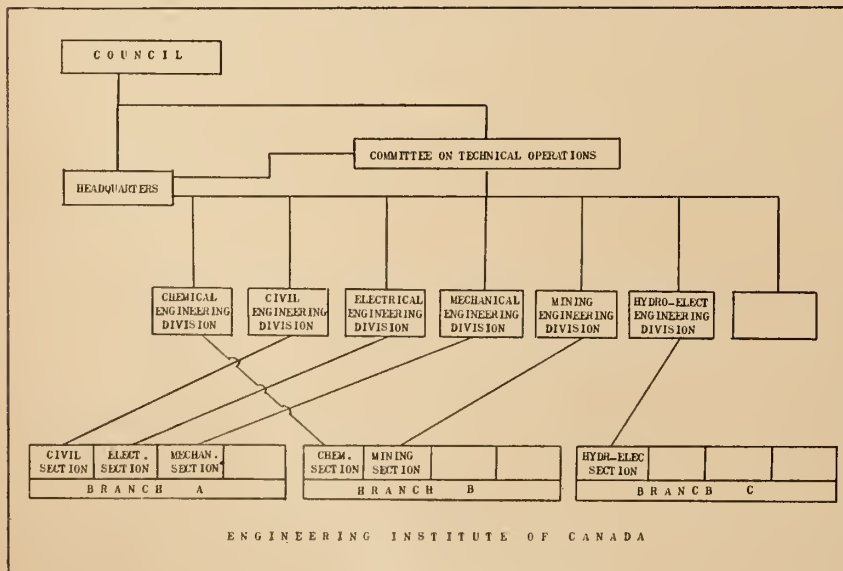 COUNCIL
COMMITTEE ON TECHNICAL OPERATIONS
HEADQUARTERS
CHEMICAL
ENGINEERING
DIVISION
CIVIL
ENGINEERING
DIVISION
ELECTRICAL
ENGINEERING
DIVISION
MECHANICAL
ENGINEERING
DIVISION
MINING
ENGINEERING
DIVISION
HYDRO-ELECT
ENGINEERING
DIVISION
CIVIL
SECTION
ELECT.
SECTION
MECHAN.
SECTION
BRANCH A
CHEM.
SECTION
MINING
SECTION
BRANCH B
HYDR-ELEC
SECTION
BRANCH C
ENGINEERING INSTITUTE OF CANADA